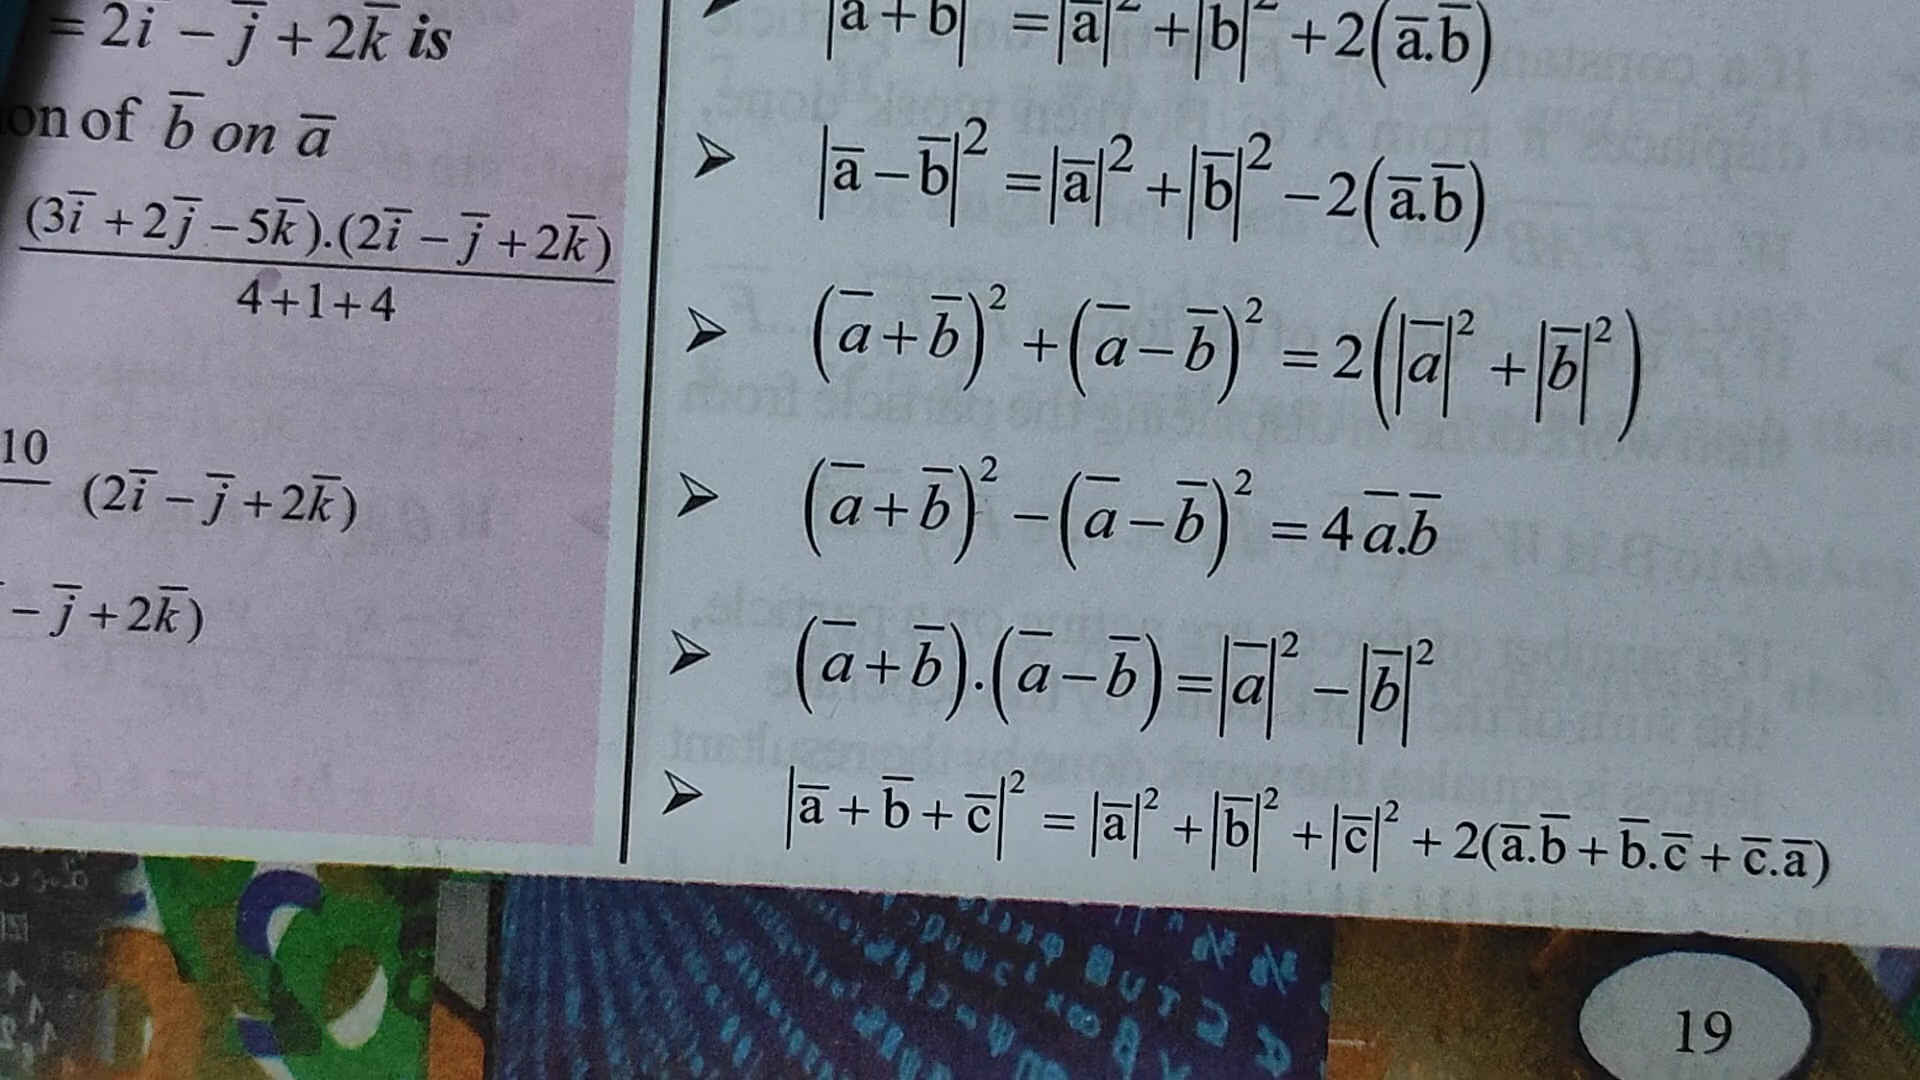 = 2i̅ − j̅ + 2k̅ is
of b̅ on a̅
(3i̅ + 2j̅ − 5k̅).(2i̅ − j̅ + 2k̅)
4+1+4
10
(2i̅ − j̅ + 2k̅)
− j̅ + 2k̅)
|a̅ + b̅|² = |a̅|² + |b̅|² + 2(a̅.b̅)
➤ |a̅ − b̅|² = |a̅|² + |b̅|² − 2(a̅.b̅)
➤ (a̅ + b̅)² + (a̅ − b̅)² = 2(|a̅|² + |b̅|²)
➤ (a̅ + b̅)² − (a̅ − b̅)² = 4a̅.b̅
➤ (a̅ + b̅).(a̅ − b̅) = |a̅|² − |b̅|²
➤ |a̅ + b̅ + c̅|² = |a̅|² + |b̅|² + |c̅|² + 2(a̅.b̅ + b̅.c̅ + c̅.a̅)
19